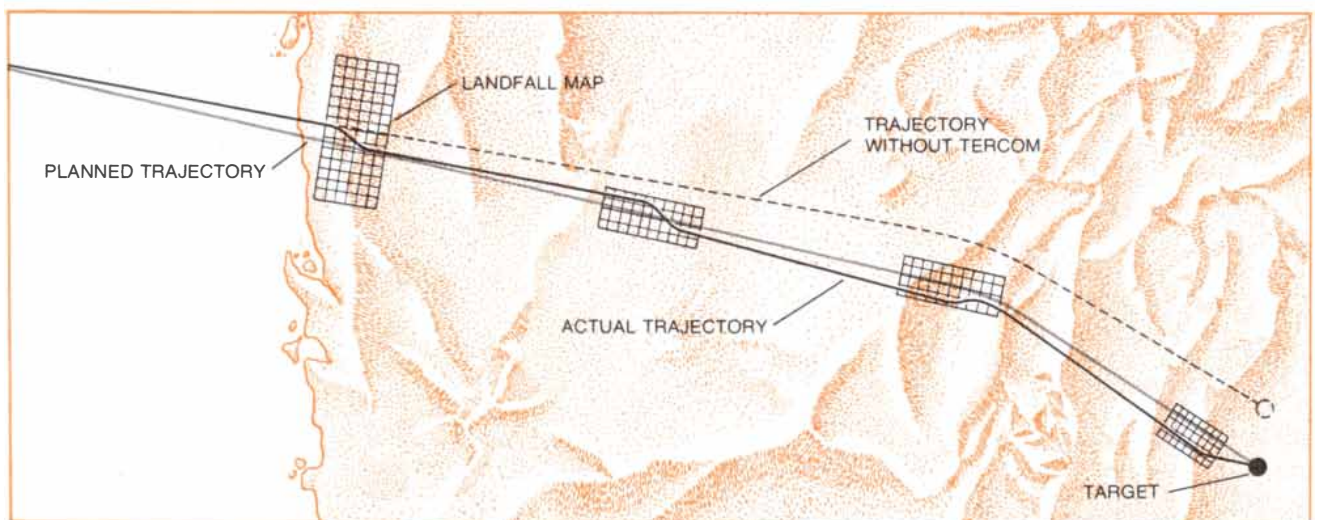 LANDFALL MAP
TRAJECTORY
WITHOUT TERCOM
PLANNED TRAJECTORY
ACTUAL TRAJECTORY
TARGET